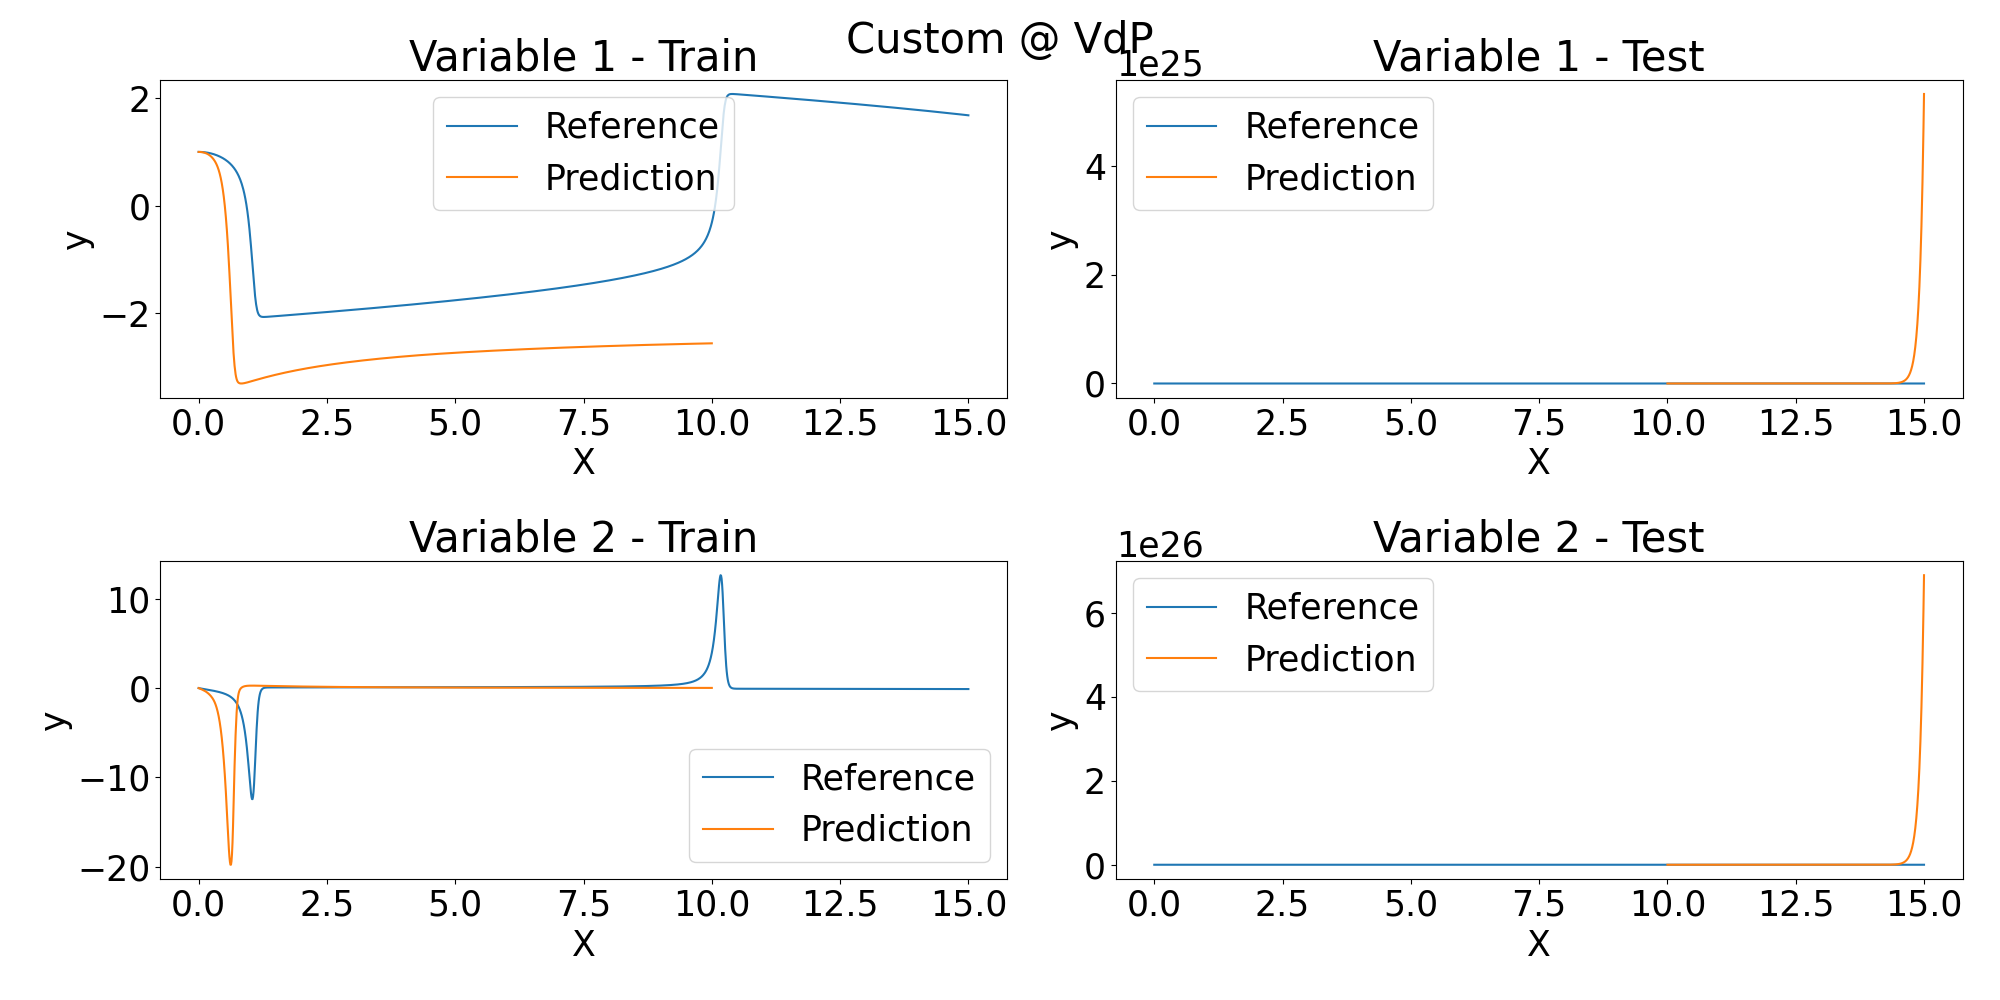 Custom @ VdP
Variable 1 - Train
2
0
−2
y
Reference
Prediction
0.0 2.5 5.0 7.5 10.0 12.5 15.0
X
Variable 1 - Test
1e25
4
2
0
y
Reference
Prediction
0.0 2.5 5.0 7.5 10.0 12.5 15.0
X
Variable 2 - Train
10
0
−10
−20
y
Reference
Prediction
0.0 2.5 5.0 7.5 10.0 12.5 15.0
X
Variable 2 - Test
1e26
6
4
2
0
y
Reference
Prediction
0.0 2.5 5.0 7.5 10.0 12.5 15.0
X